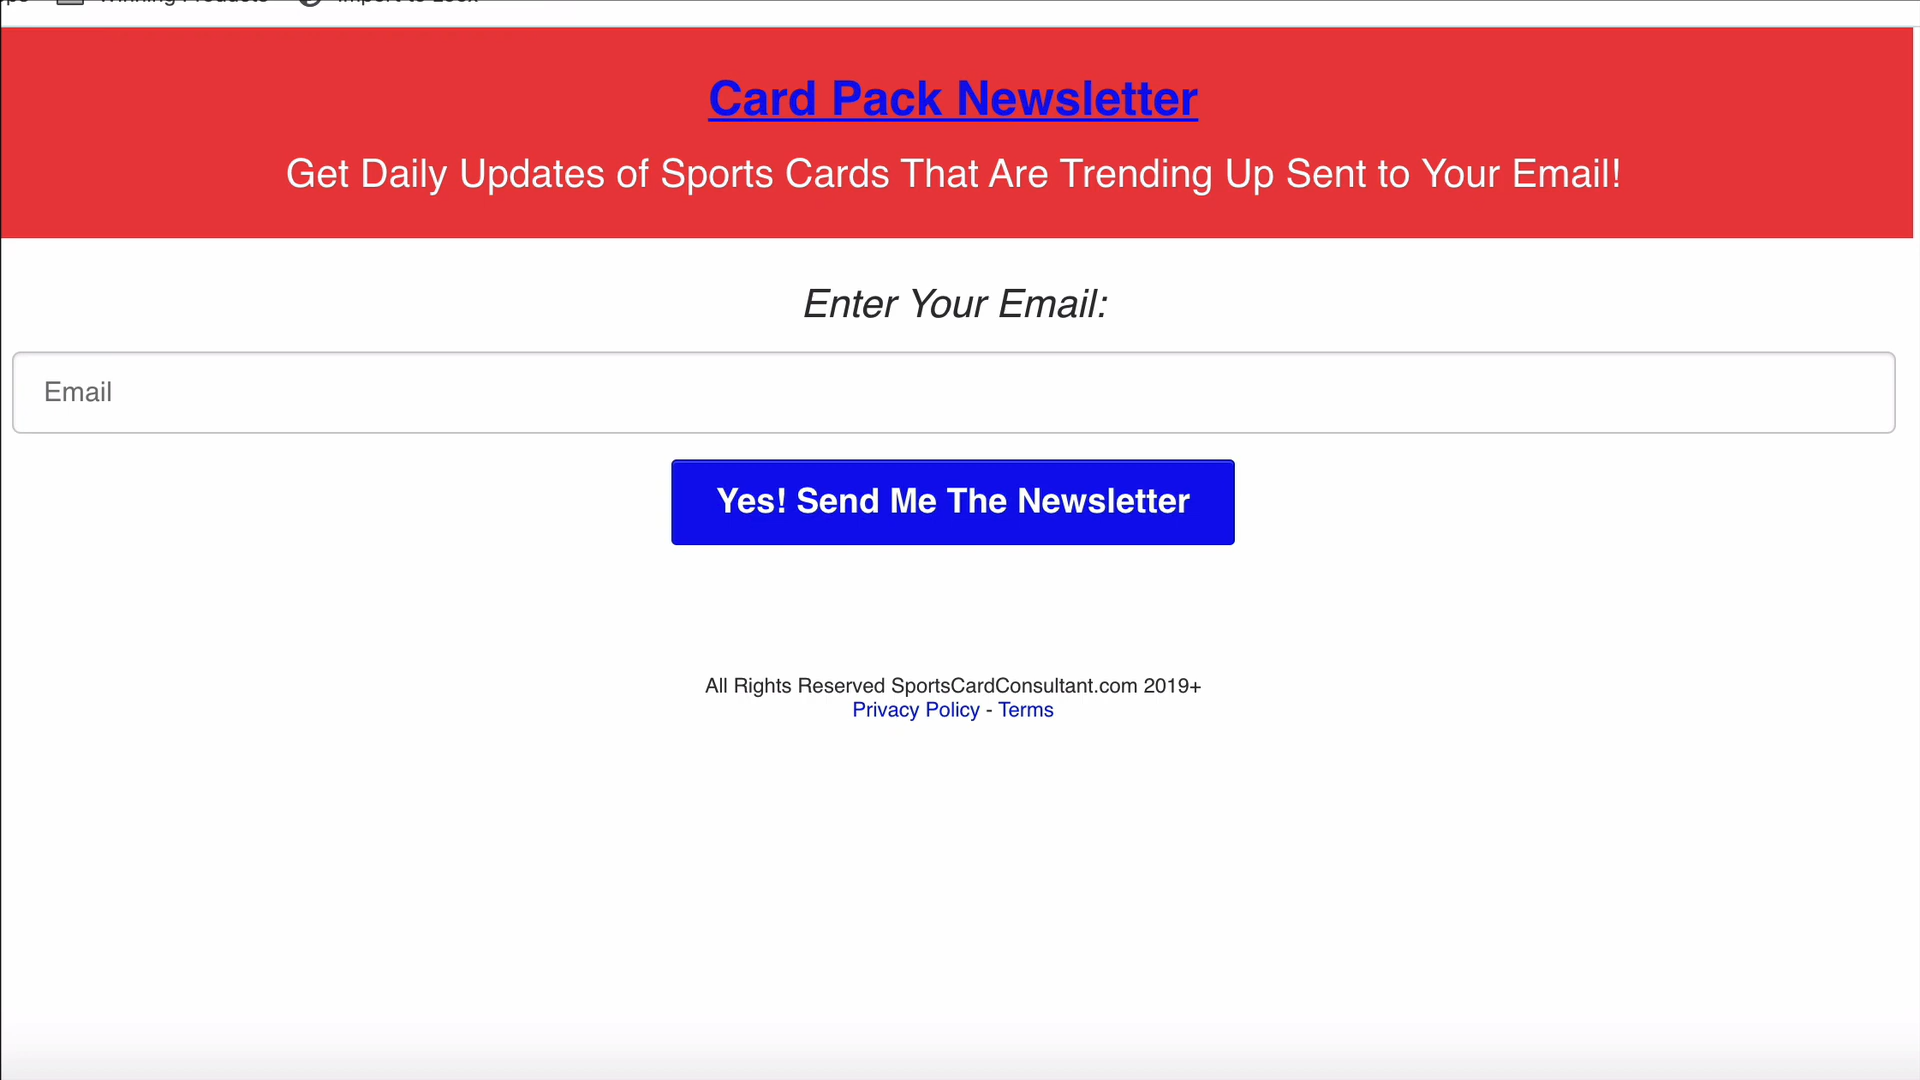 Card Pack Newsletter
Get Daily Updates of Sports Cards That Are Trending Up Sent to Your Email!
Enter Your Email:
Email
Yes! Send Me The Newsletter
All Rights Reserved SportsCardConsultant.com 2019+
Privacy Policy - Terms